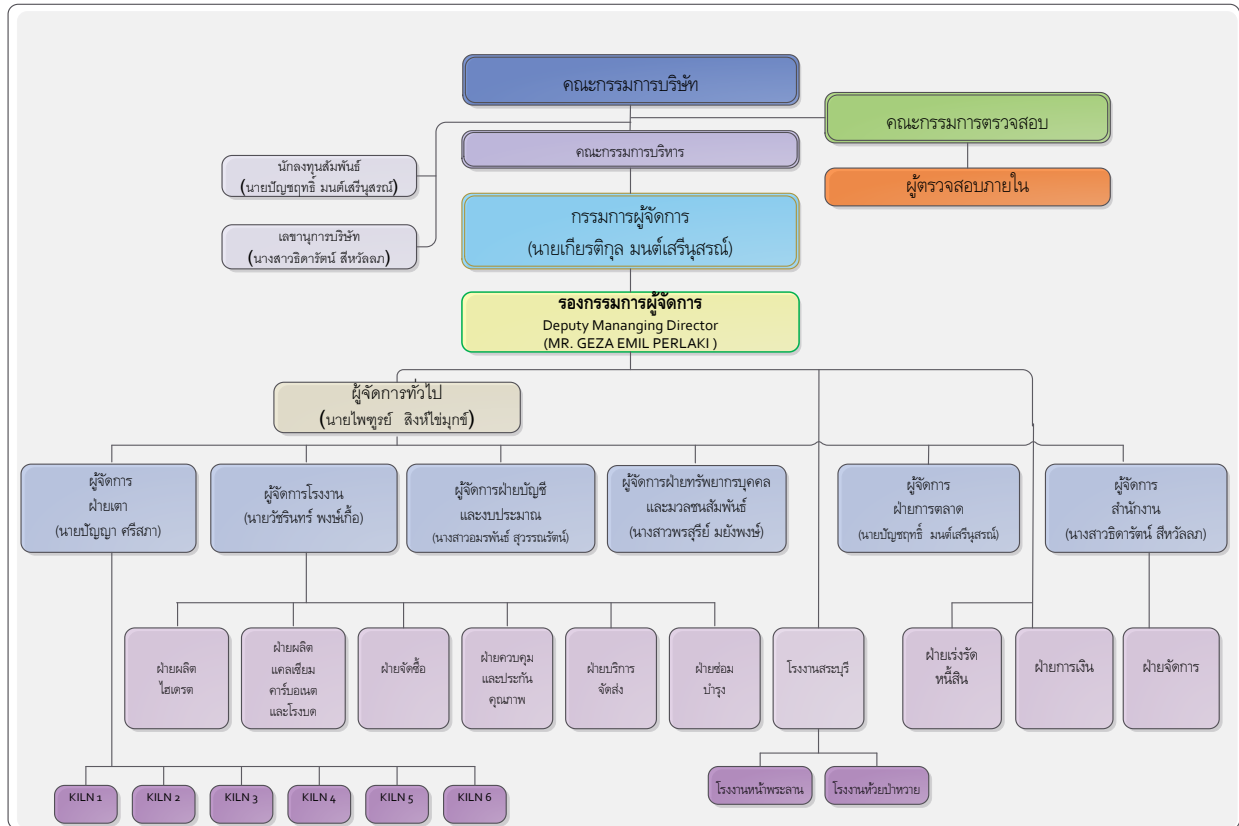 คณะกรรมการบริษัท
คณะกรรมการตรวจสอบ
คณะกรรมการบริหาร
นักลงทุนสัมพันธ์
(นายปัญชฤทธิ์ มนต์เสรีนุสรณ์)
ผู้ตรวจสอบภายใน
กรรมการผู้จัดการ
(นายเกียรติกุล มนต์เสรีนุสรณ์)
เลขานุการบริษัท
(นางสาวธิดารัตน์ สีหวัลลภ)
รองกรรมการผู้จัดการ
Deputy Mananging Director
(MR. GEZA EMIL PERLAKI )
ผู้จัดการทั่วไป
(นายไพฑูรย์ สิงห์ไข่มุกข์)
ผู้จัดการ
ฝ่ายเตา
(นายปัญญา ศรีสภา)
ผู้จัดการโรงงาน
(นายวัชรินทร์ พงษ์เกื้อ)
ผู้จัดการฝ่ายบัญชี
และงบประมาณ
(นางสาวอมรพันธ์ สุวรรณรัตน์)
ผู้จัดการฝ่ายทรัพยากรบุคคล
และมวลชนสัมพันธ์
(นางสาวพรสุรีย์ มยังพงษ์)
ผู้จัดการ
ฝ่ายการตลาด
(นายปัญชฤทธิ์ มนต์เสรีนุสรณ์)
ผู้จัดการ
สำนักงาน
(นางสาวธิดารัตน์ สีหวัลลภ)
ฝ่ายผลิต
ไฮเดรต
ฝ่ายผลิต
แคลเซียม
คาร์บอเนต
และโรงบด
ฝ่ายจัดซื้อ
ฝ่ายควบคุม
และประกัน
คุณภาพ
ฝ่ายบริการ
จัดส่ง
ฝ่ายซ่อม
บำรุง
โรงงานสระบุรี
ฝ่ายเร่งรัด
หนี้สิน
ฝ่ายการเงิน
ฝ่ายจัดการ
KILN 1
KILN 2
KILN 3
KILN 4
KILN 5
KILN 6
โรงงานหน้าพระลาน
โรงงานห้วยป่าหวาย